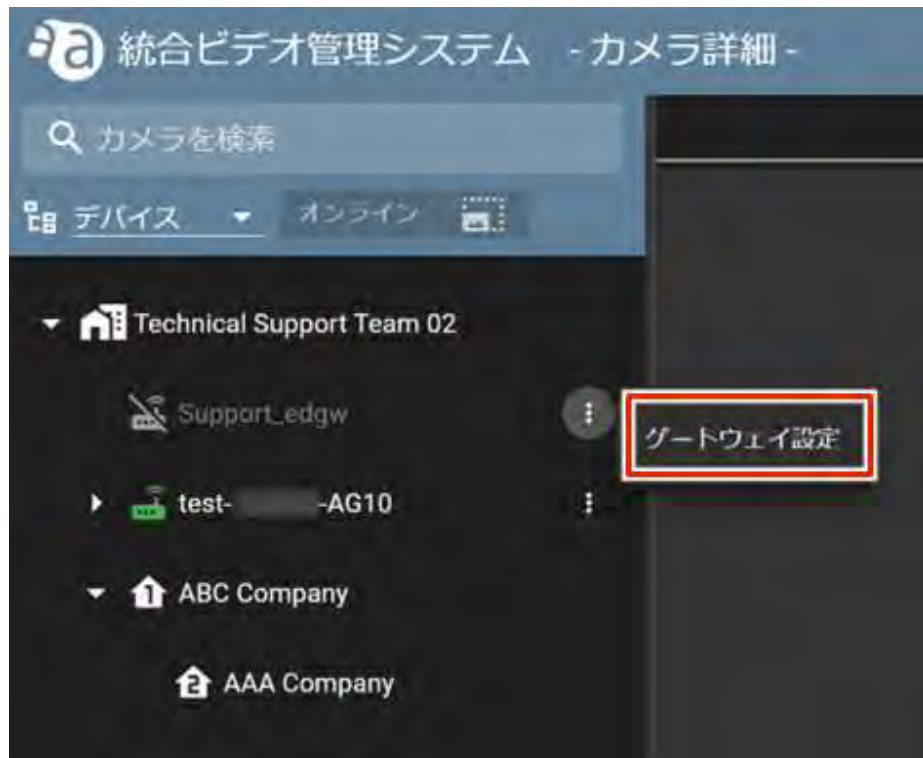 統合ビデオ管理システム - カメラ詳細 -
カメラを検索
デバイス オンライン
Technical Support Team 02
Support_edgw
ゲートウェイ設定
test- -AG10
ABC Company
AAA Company